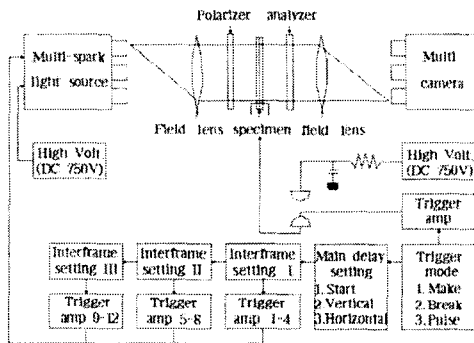 Polarizer analyzer
Multi-spark
light source
Multi
camera
Field lens specimen field lens
High Volt.
(DC 750V)
High Volt.
(DC 750V)
Trigger
amp
Interframe
setting III
Interframe
setting II
Interframe
setting I
Main delay
setting
1. Start
2 Vertical
3.Horizontal
Trigger
mode
1. Make
2. Break
3. Pulse
Trigger
amp 9-12
Trigger
amp 5-8
Trigger
amp 1-4